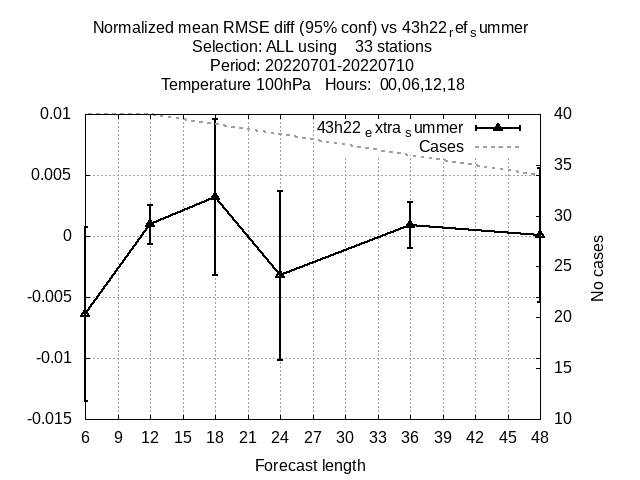 Normalized mean RMSE diff (95% conf) vs 43h22refsummer
Selection: ALL using    33 stations
Period: 20220701-20220710
Temperature 100hPa   Hours:  00,06,12,18
43h22extrasummer
Cases
0.01
0.005
0
-0.005
-0.01
-0.015
40
35
30
25
20
15
10
No cases
6 9 12 15 18 21 24 27 30 33 36 39 42 45 48
Forecast length